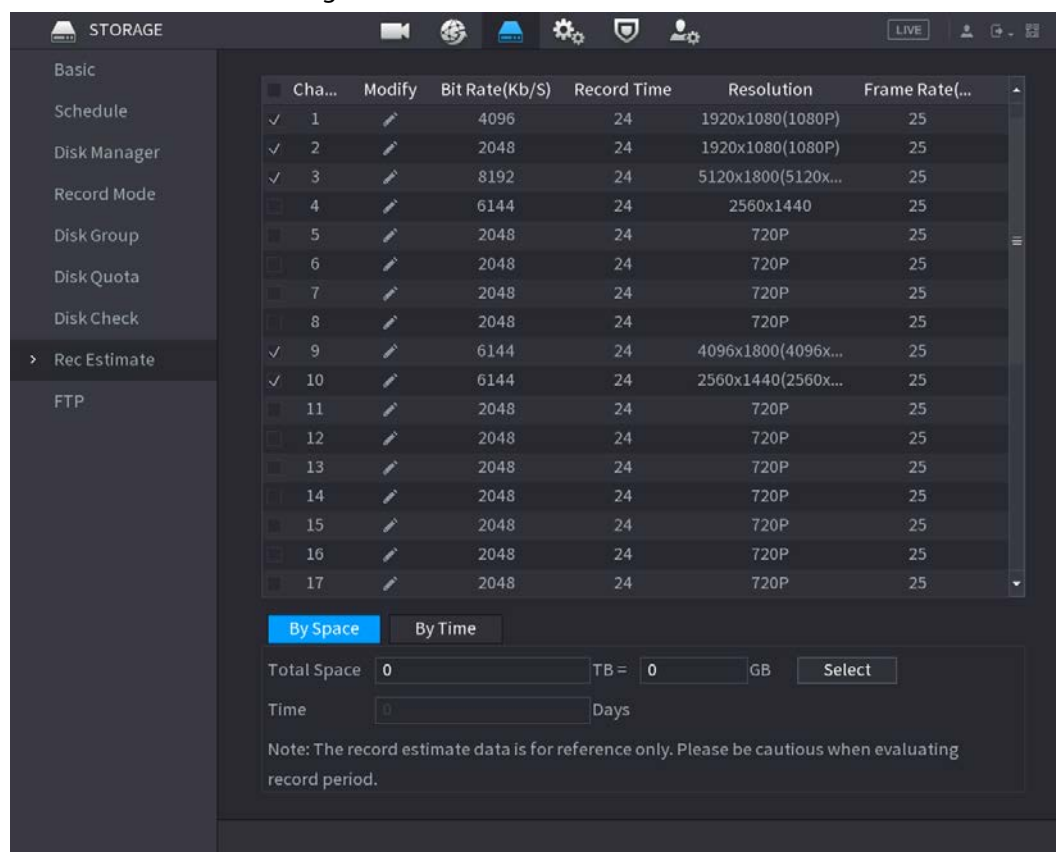 STORAGE LIVE
Basic
Schedule
Disk Manager
Record Mode
Disk Group
Disk Quota
Disk Check
Rec Estimate
FTP
Cha... Modify Bit Rate(Kb/S) Record Time Resolution Frame Rate(...
1 4096 24 1920x1080(1080P) 25
2 2048 24 1920x1080(1080P) 25
3 8192 24 5120x1800(5120x... 25
4 6144 24 2560x1440 25
5 2048 24 720P 25
6 2048 24 720P 25
7 2048 24 720P 25
8 2048 24 720P 25
9 6144 24 4096x1800(4096x... 25
10 6144 24 2560x1440(2560x... 25
11 2048 24 720P 25
12 2048 24 720P 25
13 2048 24 720P 25
14 2048 24 720P 25
15 2048 24 720P 25
16 2048 24 720P 25
17 2048 24 720P 25
By Space By Time
Total Space 0 TB = 0 GB Select
Time 0 Days
Note: The record estimate data is for reference only. Please be cautious when evaluating
record period.